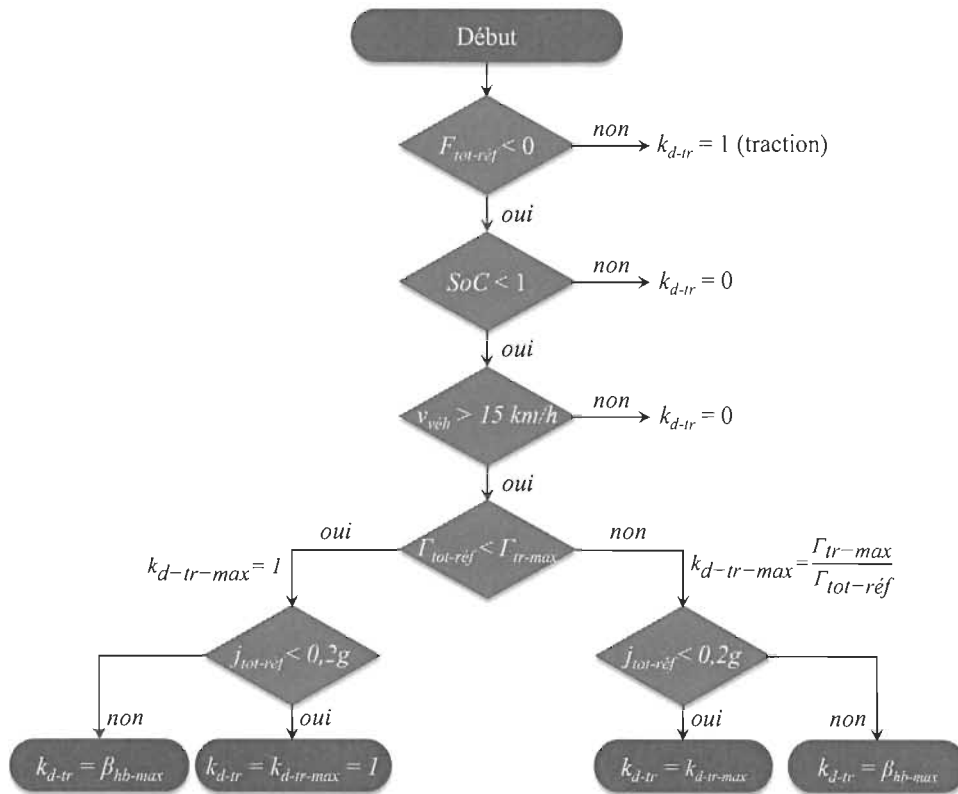 Début
F_tot-réf < 0
non
k_d-tr = 1 (traction)
oui
SoC < 1
non
k_d-tr = 0
oui
v_véh > 15 km/h
non
k_d-tr = 0
oui
oui
Γ_tot-réf < Γ_tr-max
non
k_d-tr-max = 1
k_d-tr-max = Γ_tr-max / Γ_tot-réf
j_tot-réf < 0,2g
j_tot-réf < 0,2g
non
oui
oui
non
k_d-tr = β_hb-max
k_d-tr = k_d-tr-max = 1
k_d-tr = k_d-tr-max
k_d-tr = β_hb-max